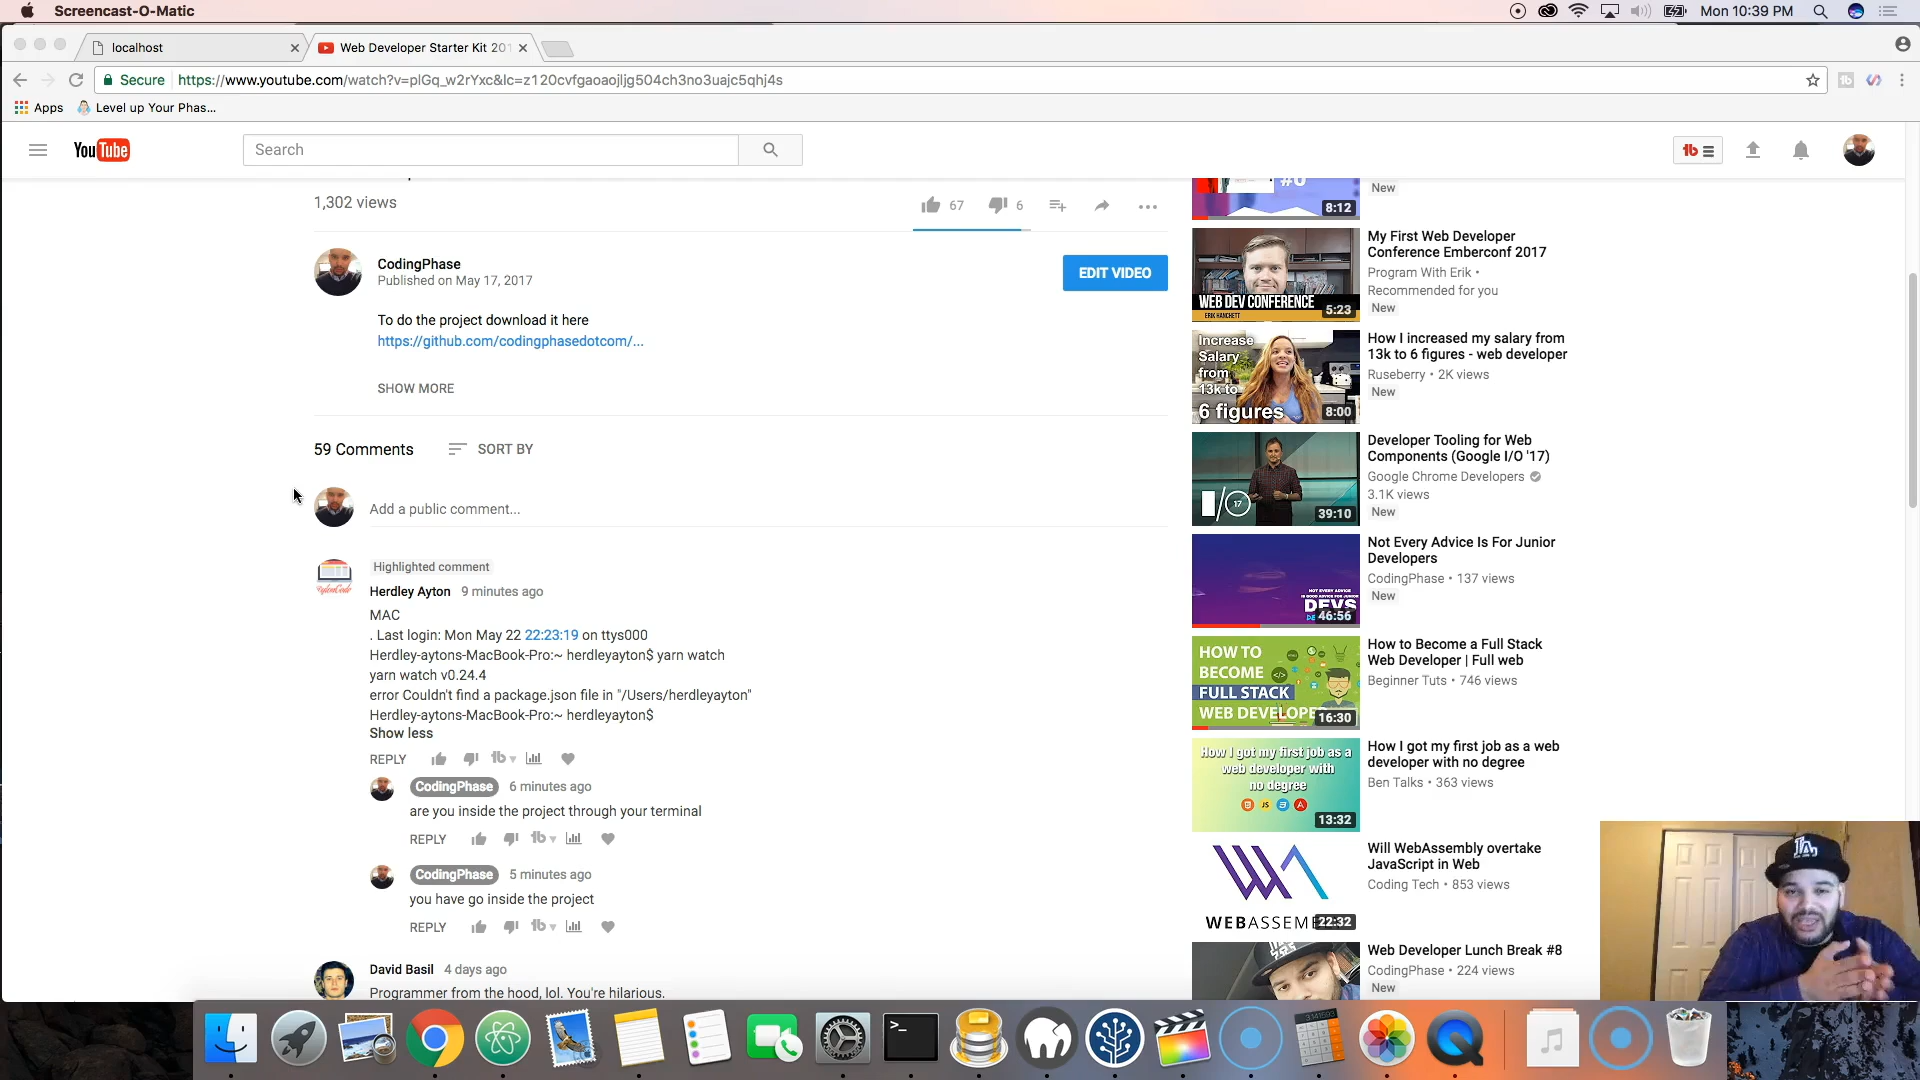 Screencast-O-Matic
Mon 10:39 PM
localhost
Web Developer Starter Kit 201
Secure
https://www.youtube.com/watch?v=plGq_w2rYxc&lc=z120cvfgaoaojljg504ch3no3uajc5qhj4s
Apps
Level up Your Phas...
YouTube
Search
1,302 views
67
6
CodingPhase
Published on May 17, 2017
EDIT VIDEO
To do the project download it here
https://github.com/codingphasedotcom/...
SHOW MORE
59 Comments
SORT BY
Add a public comment...
Highlighted comment
Herdley Ayton 9 minutes ago
MAC
. Last login: Mon May 22 22:23:19 on ttys000
Herdley-aytons-MacBook-Pro:~ herdleyayton$ yarn watch
yarn watch v0.24.4
error Couldn't find a package.json file in "/Users/herdleyayton"
Herdley-aytons-MacBook-Pro:~ herdleyayton$
Show less
REPLY
CodingPhase 6 minutes ago
are you inside the project through your terminal
REPLY
CodingPhase 5 minutes ago
you have go inside the project
REPLY
David Basil 4 days ago
Programmer from the hood, lol. You're hilarious.
#0
8:12
New
WEB DEV CONFERENCE
ERIK HANCHETT
5:23
My First Web Developer
Conference Emberconf 2017
Program With Erik •
Recommended for you
New
Increase
Salary
from
13k to
6 figures
8:00
How I increased my salary from
13k to 6 figures - web developer
Ruseberry • 2K views
New
I/O 17
39:10
Developer Tooling for Web
Components (Google I/O '17)
Google Chrome Developers
3.1K views
New
NOT EVERY ADVICE
DEVS
46:56
Not Every Advice Is For Junior
Developers
CodingPhase • 137 views
New
HOW TO
BECOME
FULL STACK
WEB DEVELOPE
16:30
How to Become a Full Stack
Web Developer | Full web
Beginner Tuts • 746 views
How I got my first job as a
web developer with
no degree
13:32
How I got my first job as a web
developer with no degree
Ben Talks • 363 views
WEBASSEM
22:32
Will WebAssembly overtake
JavaScript in Web
Coding Tech • 853 views
Web Developer Lunch Break #8
CodingPhase • 224 views
New
LA